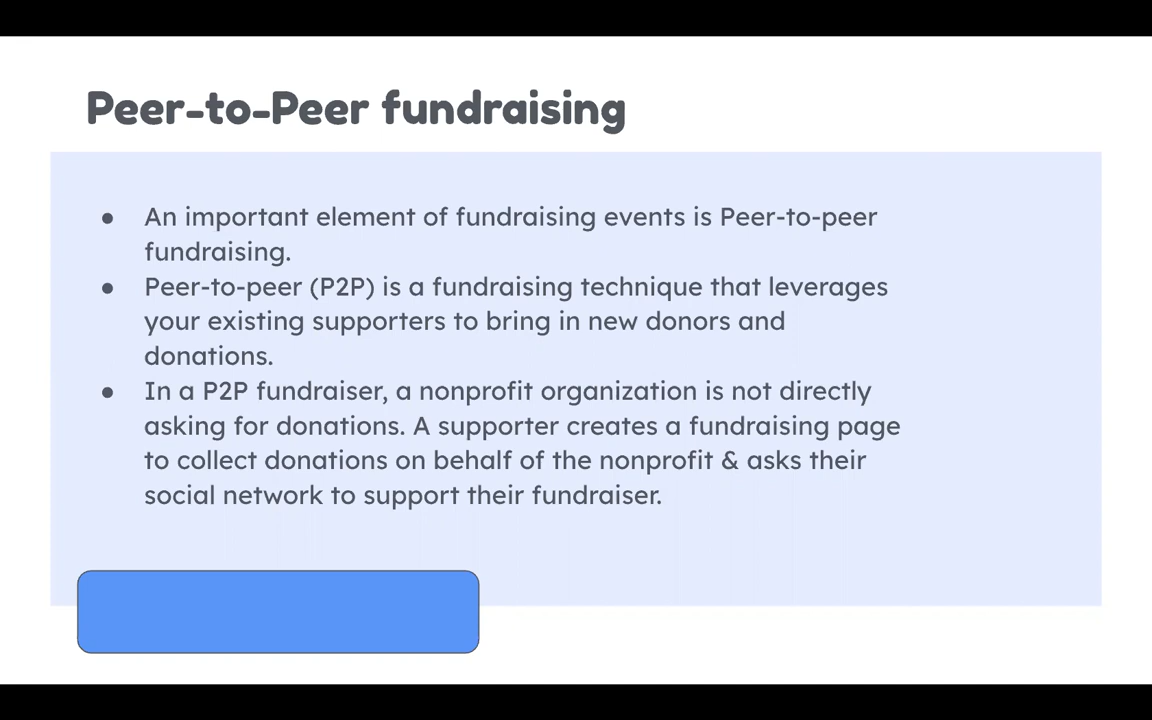 Peer-to-Peer fundraising
● An important element of fundraising events is Peer-to-peer
fundraising.
● Peer-to-peer (P2P) is a fundraising technique that leverages
your existing supporters to bring in new donors and
donations.
● In a P2P fundraiser, a nonprofit organization is not directly
asking for donations. A supporter creates a fundraising page
to collect donations on behalf of the nonprofit & asks their
social network to support their fundraiser.